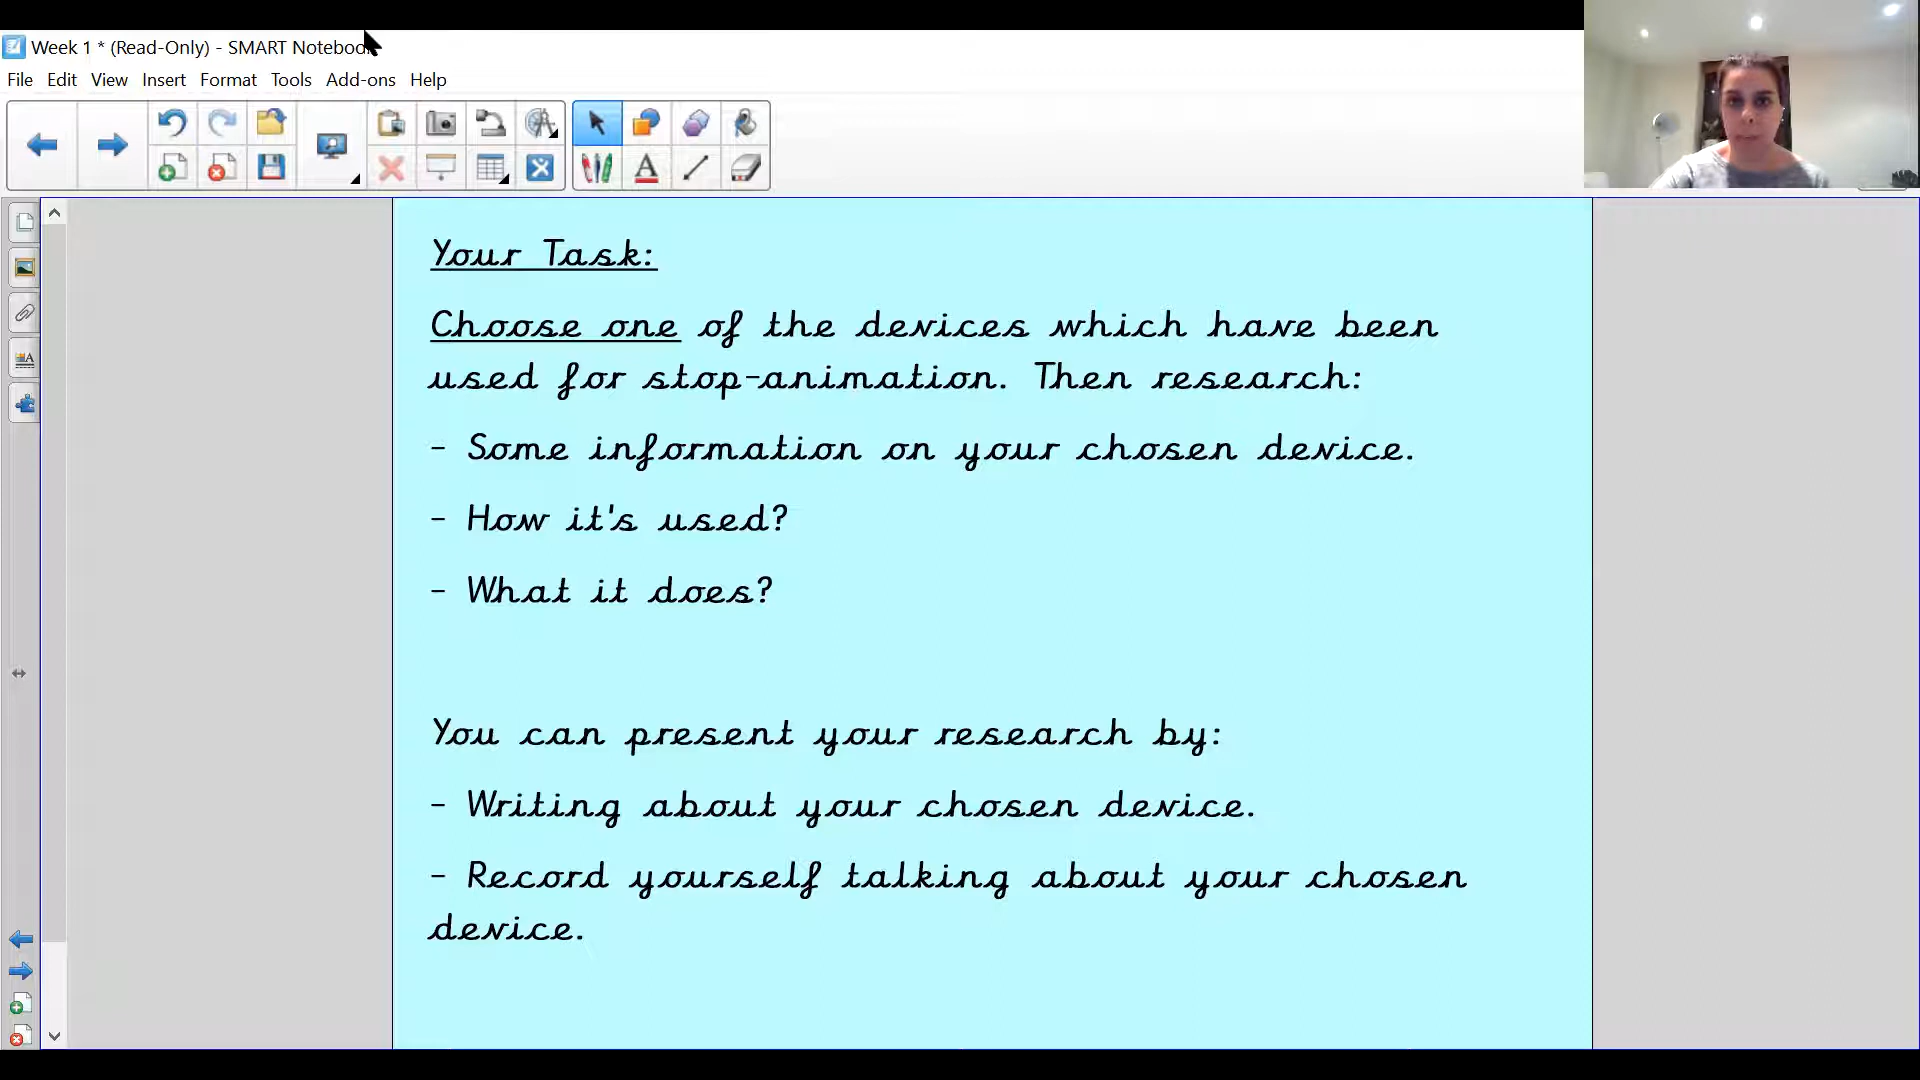 Week 1 * (Read-Only) - SMART Notebook
File Edit View Insert Format Tools Add-ons Help
Your Task:
Choose one of the devices which have been
used for stop-animation. Then research:
- Some information on your chosen device.
- How it's used?
- What it does?
You can present your research by:
- Writing about your chosen device.
- Record yourself talking about your chosen
device.